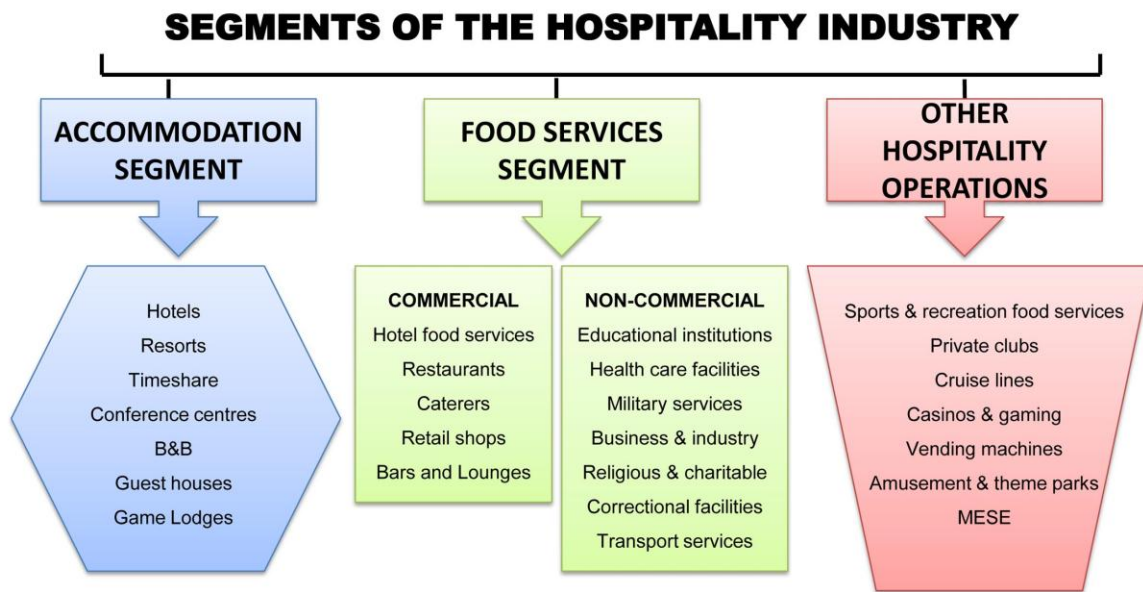 SEGMENTS OF THE HOSPITALITY INDUSTRY
ACCOMMODATION
SEGMENT
Hotels
Resorts
Timeshare
Conference centres
B&B
Guest houses
Game Lodges
FOOD SERVICES
SEGMENT
COMMERCIAL
Hotel food services
Restaurants
Caterers
Retail shops
Bars and Lounges
NON-COMMERCIAL
Educational institutions
Health care facilities
Military services
Business & industry
Religious & charitable
Correctional facilities
Transport services
OTHER
HOSPITALITY
OPERATIONS
Sports & recreation food services
Private clubs
Cruise lines
Casinos & gaming
Vending machines
Amusement & theme parks
MESE